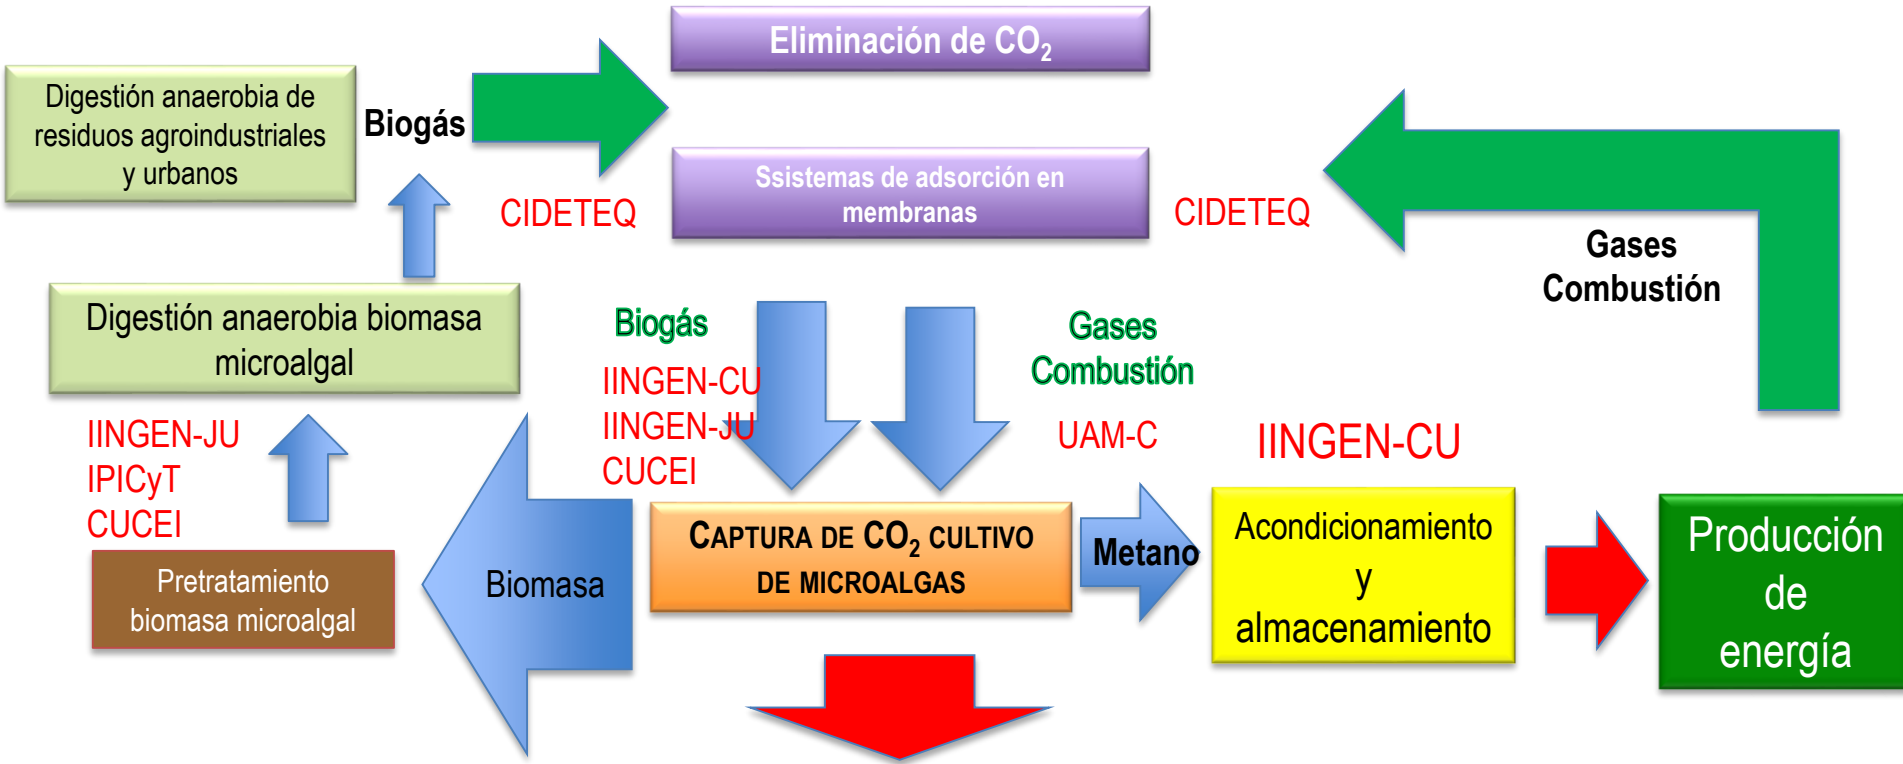 Eliminación de CO2
Digestión anaerobia de
residuos agroindustriales
y urbanos
Biogás
Ssistemas de adsorción en
membranas
CIDETEQ
CIDETEQ
Gases
Combustión
Digestión anaerobia biomasa
microalgal
Biogás
IINGEN-CU
IINGEN-JU
CUCEI
Gases
Combustión
UAM-C
IINGEN-CU
IINGEN-JU
IPICyT
CUCEI
Pretratamiento
biomasa microalgal
Biomasa
CAPTURA DE CO2 CULTIVO
DE MICROALGAS
Metano
Acondicionamiento
y
almacenamiento
Producción
de
energía